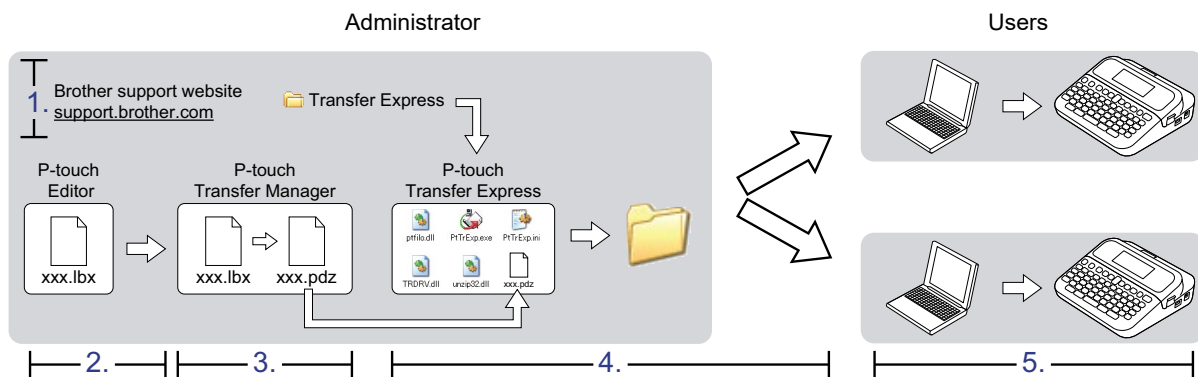 Administrator
Users
1.
Brother support website
support.brother.com
Transfer Express
P-touch
Editor
xxx.lbx
P-touch
Transfer Manager
xxx.lbx
xxx.pdz
P-touch
Transfer Express
ptfilo.dll
PtTrExp.exe
PtTrExp.ini
TRDRV.dll
unzip32.dll
xxx.pdz
2.
3.
4.
5.